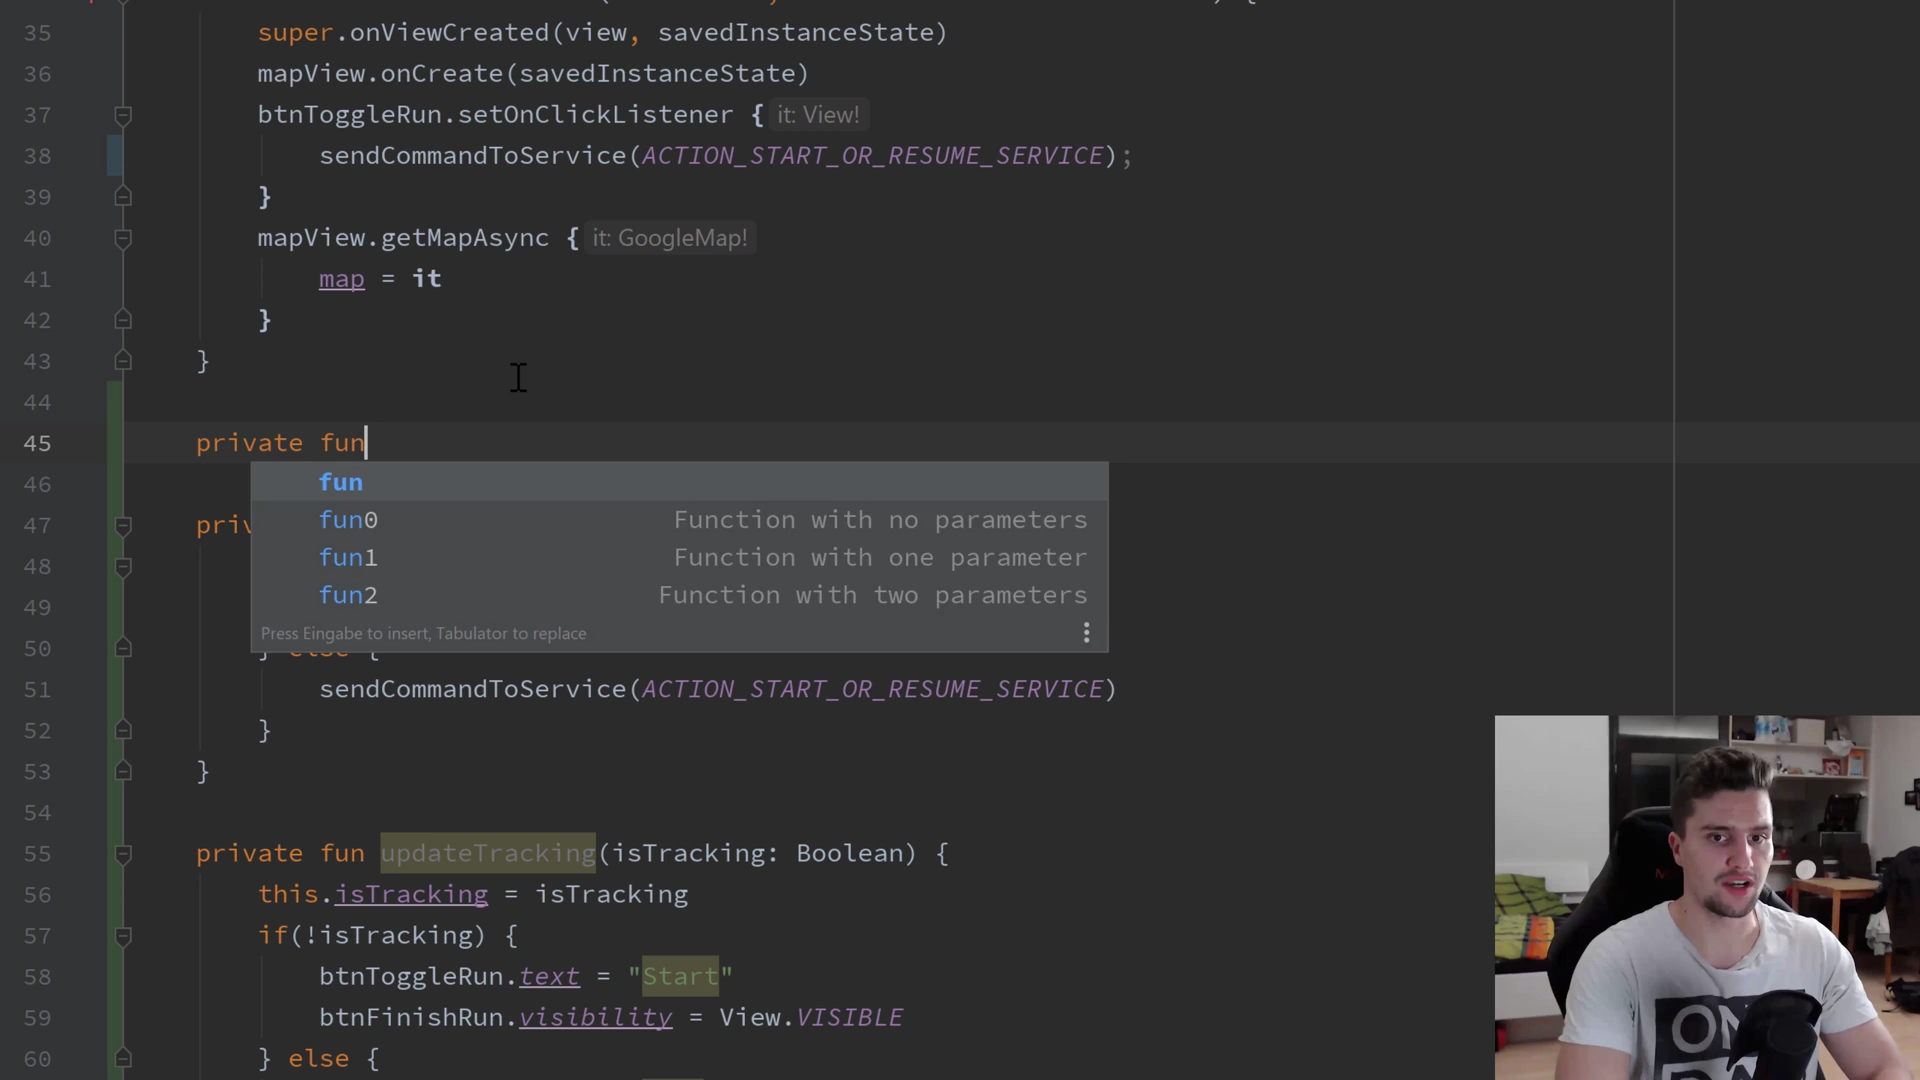 35 super.onViewCreated(view, savedInstanceState)
36 mapView.onCreate(savedInstanceState)
37 btnToggleRun.setOnClickListener { it: View!
38 sendCommandToService(ACTION_START_OR_RESUME_SERVICE);
39 }
40 mapView.getMapAsync { it: GoogleMap!
41 map = it
42 }
43 }
44
45 private fun
fun
46
fun0 Function with no parameters
47 priv
fun1 Function with one parameter
48
fun2 Function with two parameters
49
Press Eingabe to insert, Tabulator to replace
50 } else {
51 sendCommandToService(ACTION_START_OR_RESUME_SERVICE)
52 }
53 }
54
55 private fun updateTracking(isTracking: Boolean) {
56 this.isTracking = isTracking
57 if(!isTracking) {
58 btnToggleRun.text = "Start"
59 btnFinishRun.visibility = View.VISIBLE
60 } else {